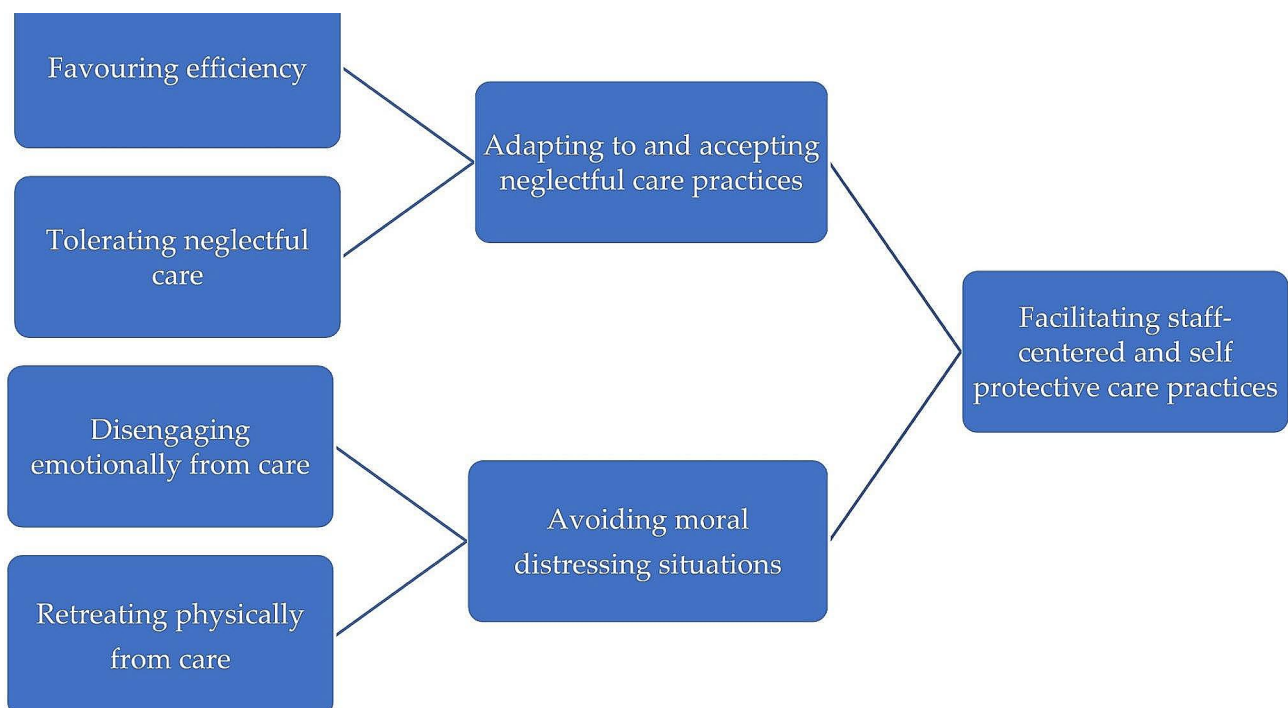 Favouring efficiency
Tolerating neglectful
care
Disengaging
emotionally from care
Retreating physically
from care
Adapting to and accepting
neglectful care practices
Avoiding moral
distressing situations
Facilitating staff-
centered and self
protective care practices